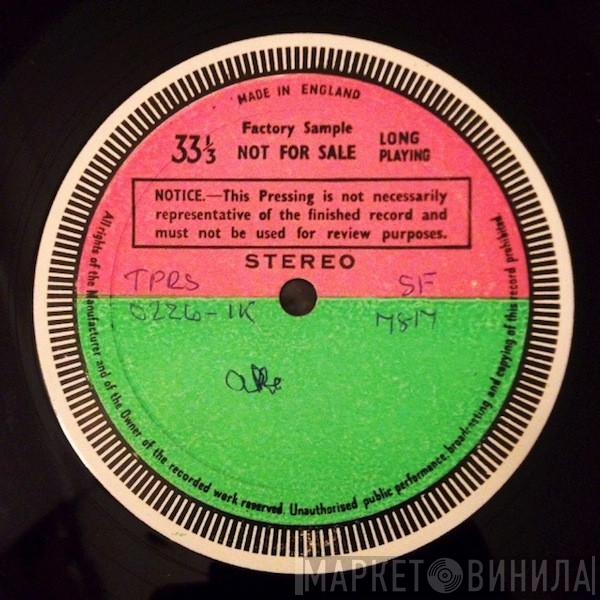 MADE IN ENGLAND
33⅓
Factory Sample
NOT FOR SALE
LONG
PLAYING
NOTICE.—This Pressing is not necessarily
representative of the finished record and
must not be used for review purposes.
STEREO
TPRS
SF
All rights of the Manufacturer and of the Owner of the recorded work reserved. Unauthorised public performance, broadcasting and copying of this record prohibited
МАРКЕТ ВИНИЛА